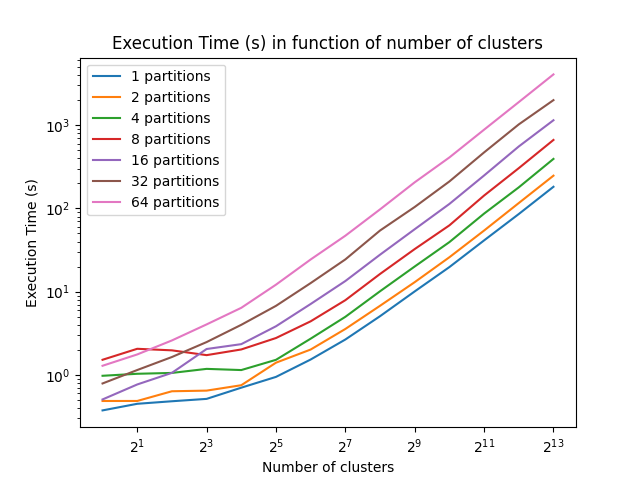 Execution Time (s) in function of number of clusters
1 partitions
2 partitions
4 partitions
8 partitions
16 partitions
32 partitions
64 partitions
Execution Time (s)
10³
10²
10¹
10⁰
2¹
2³
2⁵
2⁷
2⁹
2¹¹
2¹³
Number of clusters